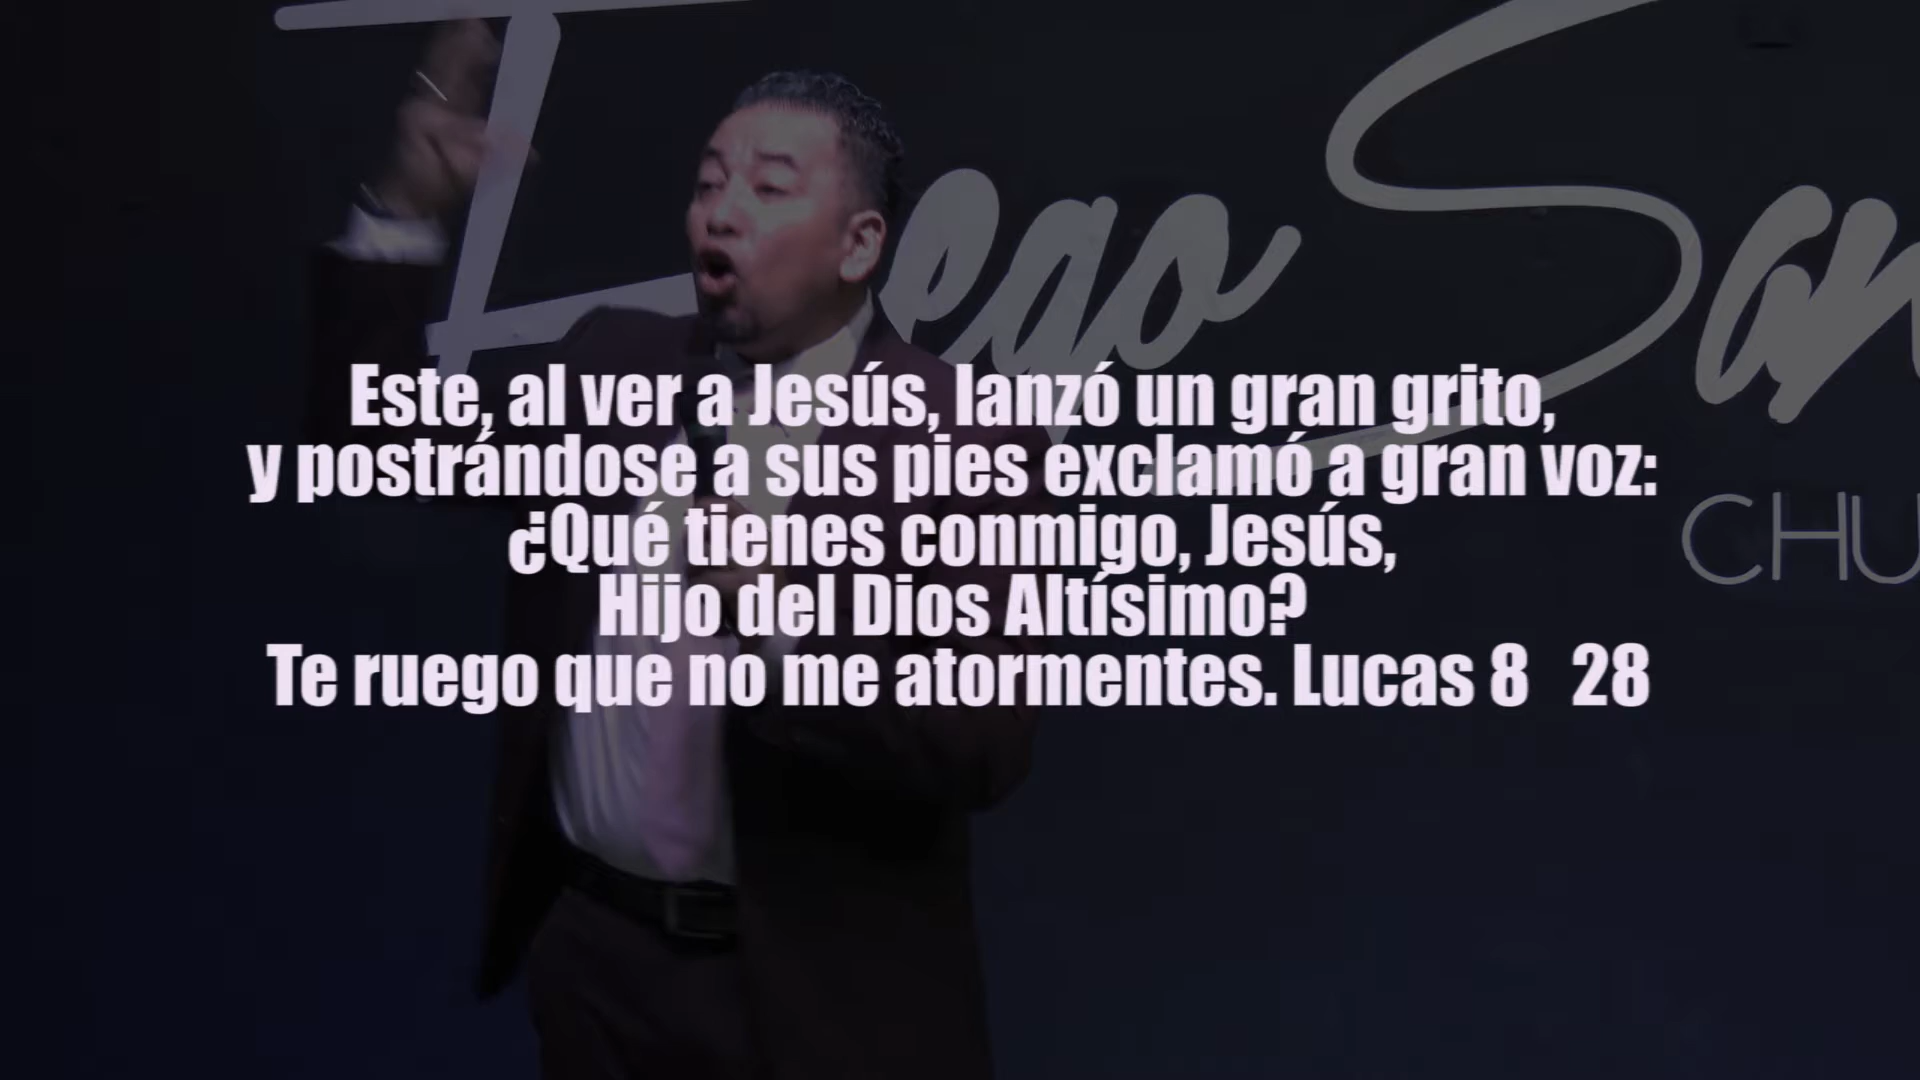 Este, al ver a Jesús, lanzó un gran grito,
y postrándose a sus pies exclamó a gran voz:
¿Qué tienes conmigo, Jesús,
Hijo del Dios Altísimo?
Te ruego que no me atormentes. Lucas 8 28